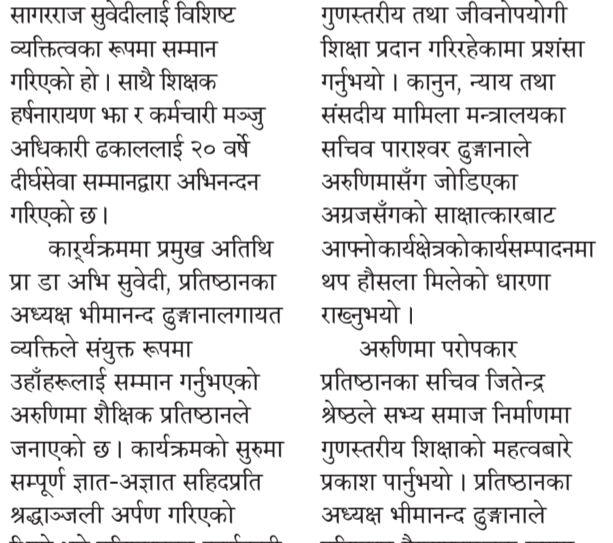 सागरराज सुवेदीलाई विशिष्ट
व्यक्तित्वका रूपमा सम्मान
गरिएको हो । साथै शिक्षक
हर्षनारायण झा र कर्मचारी मञ्जु
अधिकारी ढकाललाई २० वर्षे
दीर्घसेवा सम्मानद्वारा अभिनन्दन
गरिएको छ ।
कार्यक्रममा प्रमुख अतिथि
प्रा डा अभि सुवेदी, प्रतिष्ठानका
अध्यक्ष भीमानन्द ढुङ्गानालगायत
व्यक्तिले संयुक्त रूपमा
उहाँहरूलाई सम्मान गर्नुभएको
अरुणिमा शैक्षिक प्रतिष्ठानले
जनाएको छ । कार्यक्रमको सुरुमा
सम्पूर्ण ज्ञात-अज्ञात सहिदप्रति
श्रद्धाञ्जली अर्पण गरिएको
गुणस्तरीय तथा जीवनोपयोगी
शिक्षा प्रदान गरिरहेकामा प्रशंसा
गर्नुभयो । कानुन, न्याय तथा
संसदीय मामिला मन्त्रालयका
सचिव पाराश्वर ढुङ्गानाले
अरुणिमासँग जोडिएका
अग्रजसँगको साक्षात्कारबाट
आफ्नोकार्यक्षेत्रकोकार्यसम्पादनमा
थप हौसला मिलेको धारणा
राख्नुभयो ।
अरुणिमा परोपकार
प्रतिष्ठानका सचिव जितेन्द्र
श्रेष्ठले सभ्य समाज निर्माणमा
गुणस्तरीय शिक्षाको महत्वबारे
प्रकाश पार्नुभयो । प्रतिष्ठानका
अध्यक्ष भीमानन्द ढुङ्गानाले